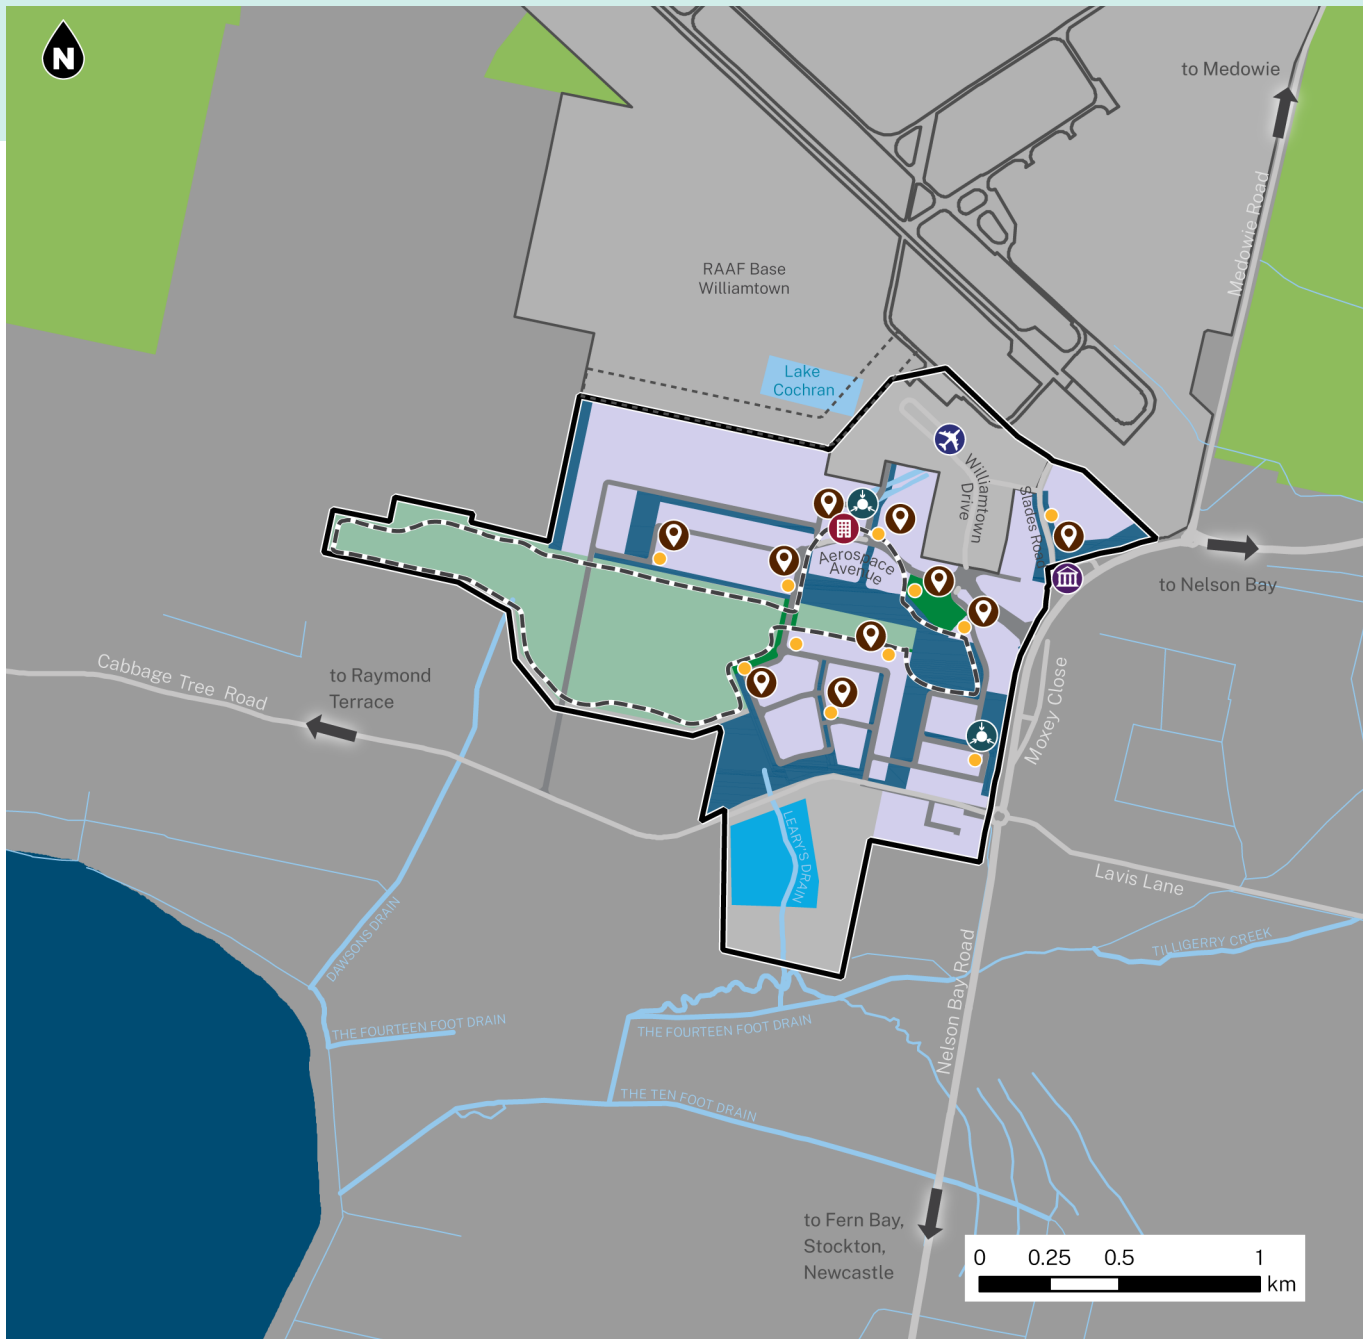 N
to Medowie
Medowie Road
RAAF Base
Williamtown
Lake
Cochran
Williamtown
Drive
Slades Road
Aerospace
Avenue
to Nelson Bay
Cabbage Tree Road
to Raymond
Terrace
Moxey Close
LEARY'S DRAIN
Lavis Lane
DAWSONS DRAIN
Nelson Bay Road
TILLIGERRY CREEK
THE FOURTEEN FOOT DRAIN
THE FOURTEEN FOOT DRAIN
THE TEN FOOT DRAIN
to Fern Bay,
Stockton,
Newcastle
0 0.25 0.5 1
km